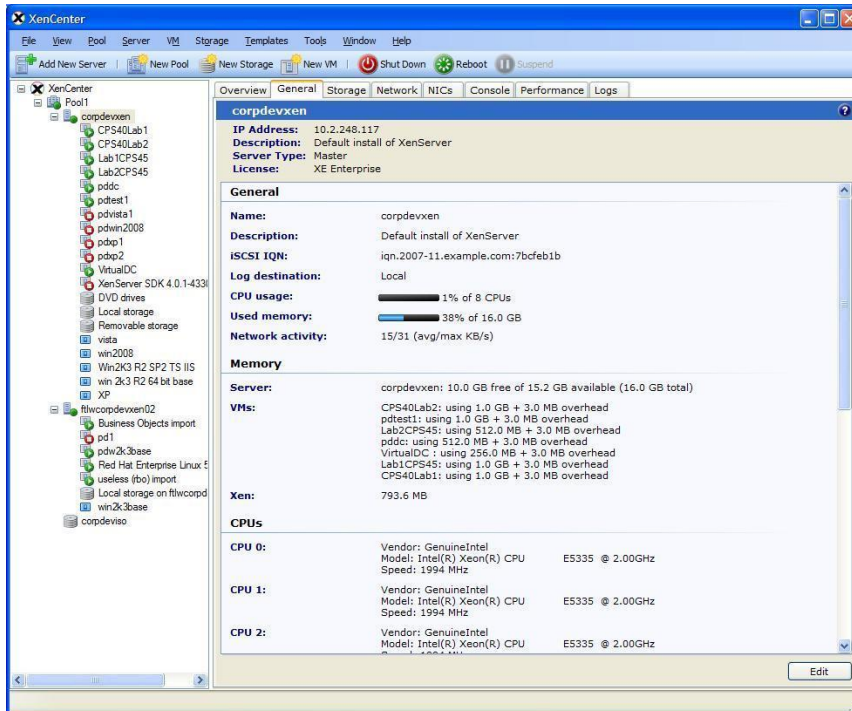 XenCenter
File View Pool Server VM Storage Templates Tools Window Help
Add New Server New Pool New Storage New VM Shut Down Reboot Suspend
XenCenter
Pool1
corpdevxen
CPS40Lab1
CPS40Lab2
Lab1CPS45
Lab2CPS45
pddc
pdtest1
pdvista1
pdwin2008
pdxp1
pdxp2
VirtualDC
XenServer SDK 4.0.1-4330
DVD drives
Local storage
Removable storage
vista
win2008
Win2K3 R2 SP2 TS IIS
win 2k3 R2 64 bit base
XP
ftlwcorpdevxen02
Business Objects import
pd1
pdw2k3base
Red Hat Enterprise Linux 5
useless (rbo) import
Local storage on ftlwcorpd
win2k3base
corpdeviso
Overview General Storage Network NICs Console Performance Logs
corpdevxen
IP Address: 10.2.248.117
Description: Default install of XenServer
Server Type: Master
License: XE Enterprise
General
Name: corpdevxen
Description: Default install of XenServer
iSCSI IQN: iqn.2007-11.example.com:7bcfeb1b
Log destination: Local
CPU usage: 1% of 8 CPUs
Used memory: 38% of 16.0 GB
Network activity: 15/31 (avg/max KB/s)
Memory
Server: corpdevxen: 10.0 GB free of 15.2 GB available (16.0 GB total)
VMs: CPS40Lab2: using 1.0 GB + 3.0 MB overhead
pdtest1: using 1.0 GB + 3.0 MB overhead
Lab2CPS45: using 512.0 MB + 3.0 MB overhead
pddc: using 512.0 MB + 3.0 MB overhead
VirtualDC : using 256.0 MB + 3.0 MB overhead
Lab1CPS45: using 1.0 GB + 3.0 MB overhead
CPS40Lab1: using 1.0 GB + 3.0 MB overhead
Xen: 793.6 MB
CPUs
CPU 0: Vendor: GenuineIntel
Model: Intel(R) Xeon(R) CPU E5335 @ 2.00GHz
Speed: 1994 MHz
CPU 1: Vendor: GenuineIntel
Model: Intel(R) Xeon(R) CPU E5335 @ 2.00GHz
Speed: 1994 MHz
CPU 2: Vendor: GenuineIntel
Model: Intel(R) Xeon(R) CPU E5335 @ 2.00GHz
Edit